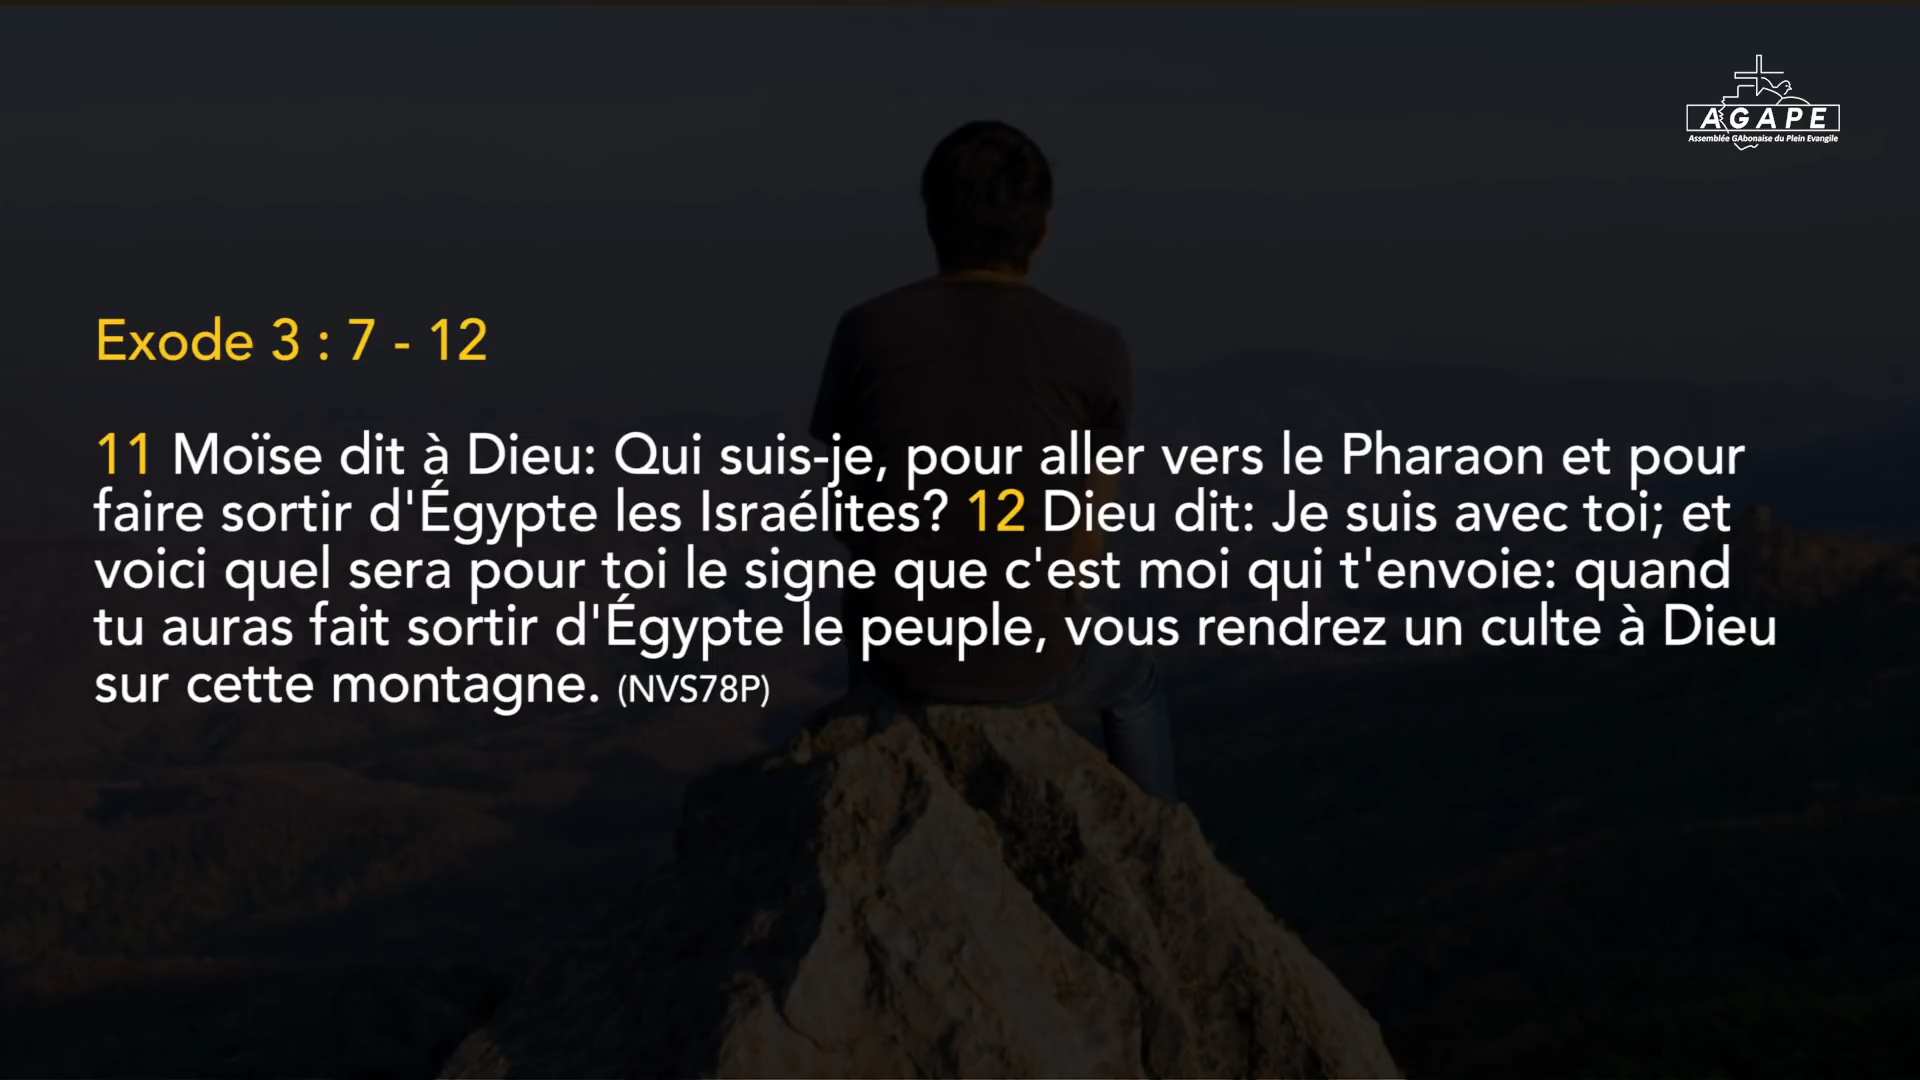 AGAPE
Assemblée GAbonaise du Plein Evangile
Exode 3 : 7 - 12
11 Moïse dit à Dieu: Qui suis-je, pour aller vers le Pharaon et pour
faire sortir d'Égypte les Israélites? 12 Dieu dit: Je suis avec toi; et
voici quel sera pour toi le signe que c'est moi qui t'envoie: quand
tu auras fait sortir d'Égypte le peuple, vous rendrez un culte à Dieu
sur cette montagne. (NVS78P)